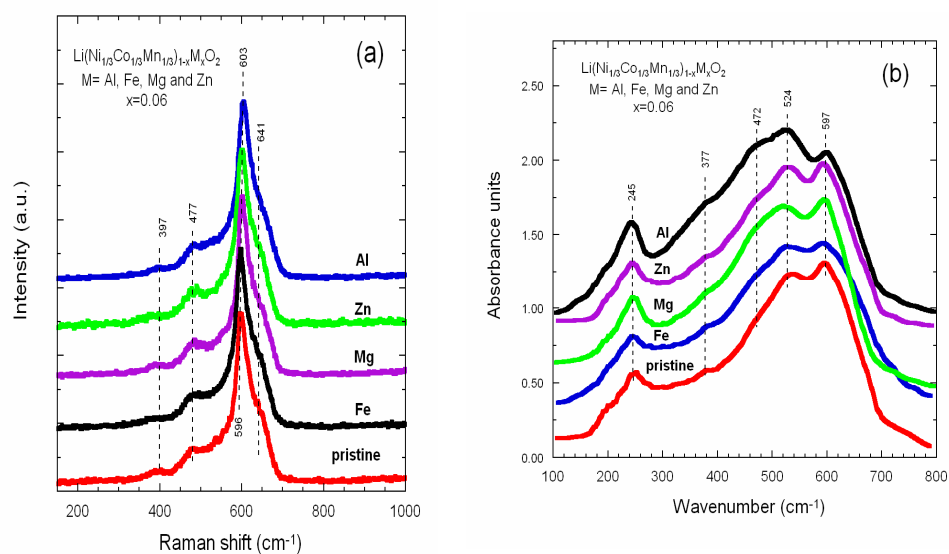 (a)
Li(Ni1/3Co1/3Mn1/3)1-xMxO2
M= Al, Fe, Mg and Zn
x=0.06
603
641
397
477
596
Al
Zn
Mg
Fe
pristine
Intensity (a.u.)
200 400 600 800 1000
Raman shift (cm-1)
(b)
Li(Ni1/3Co1/3Mn1/3)1-xMxO2
M= Al, Fe, Mg and Zn
x=0.06
245
377
472
524
597
Al
Zn
Mg
Fe
pristine
2.50
2.00
1.50
1.00
0.50
0.00
Absorbance units
100 200 300 400 500 600 700 800
Wavenumber (cm-1)